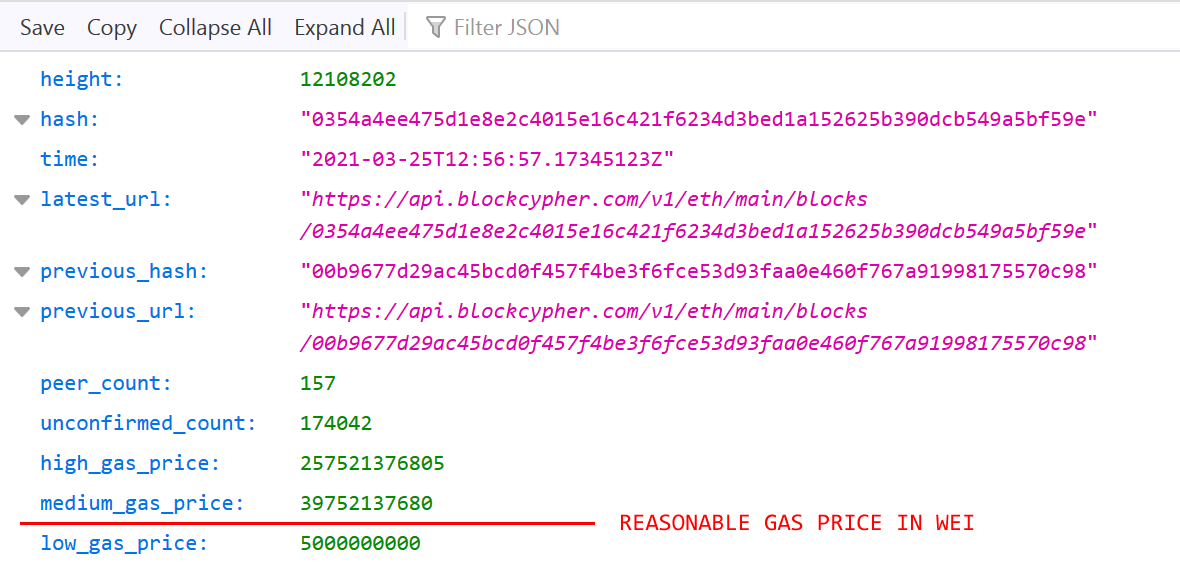 Save Copy Collapse All Expand All Filter JSON
height: 12108202
hash: "0354a4ee475d1e8e2c4015e16c421f6234d3bed1a152625b390dcb549a5bf59e"
time: "2021-03-25T12:56:57.17345123Z"
latest_url: "https://api.blockcypher.com/v1/eth/main/blocks
/0354a4ee475d1e8e2c4015e16c421f6234d3bed1a152625b390dcb549a5bf59e"
previous_hash: "00b9677d29ac45bcd0f457f4be3f6fce53d93faa0e460f767a91998175570c98"
previous_url: "https://api.blockcypher.com/v1/eth/main/blocks
/00b9677d29ac45bcd0f457f4be3f6fce53d93faa0e460f767a91998175570c98"
peer_count: 157
unconfirmed_count: 174042
high_gas_price: 257521376805
medium_gas_price: 39752137680
REASONABLE GAS PRICE IN WEI
low_gas_price: 5000000000